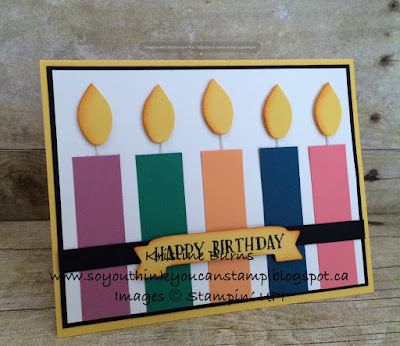 HAPPY BIRTHDAY
Kristine Burns
www.soyouthinkyoucanstamp.blogspot.ca
Images © Stampin' UP!